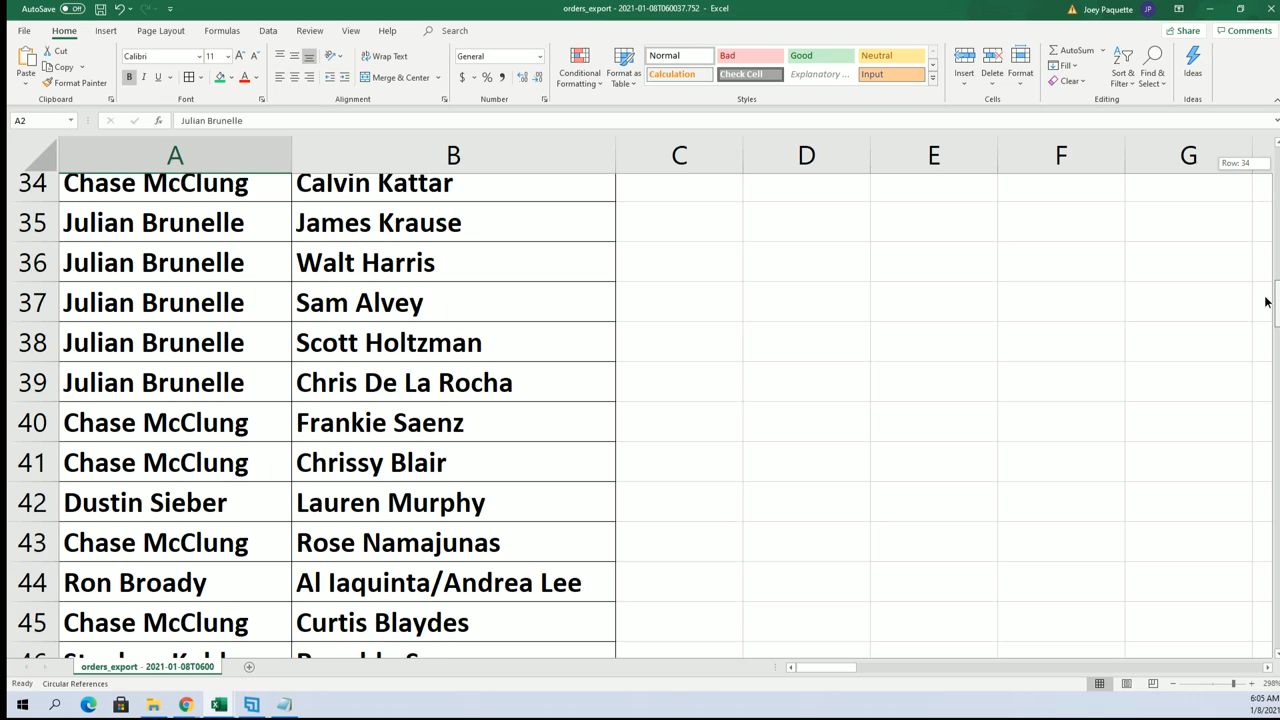 AutoSave Off orders_export - 2021-01-08T060037.752 - Excel Joey Paquette JP
File Home Insert Page Layout Formulas Data Review View Help Search Share Comments
Cut Calibri 11 Wrap Text General Normal Bad Good Neutral AutoSum
Copy Fill
Paste B I U Merge & Center $ % Conditional Formatting Format as Table Calculation Check Cell Explanatory ... Input Insert Delete Format Clear Sort & Filter Find & Select Ideas
Clipboard Font Alignment Number Styles Cells Editing Ideas
A2 fx Julian Brunelle
A B C D E F G Row: 34
34 Chase McClung Calvin Kattar
35 Julian Brunelle James Krause
36 Julian Brunelle Walt Harris
37 Julian Brunelle Sam Alvey
38 Julian Brunelle Scott Holtzman
39 Julian Brunelle Chris De La Rocha
40 Chase McClung Frankie Saenz
41 Chase McClung Chrissy Blair
42 Dustin Sieber Lauren Murphy
43 Chase McClung Rose Namajunas
44 Ron Broady Al Iaquinta/Andrea Lee
45 Chase McClung Curtis Blaydes
46
orders_export - 2021-01-08T0600
Ready Circular References 298%
6:05 AM
1/8/2021